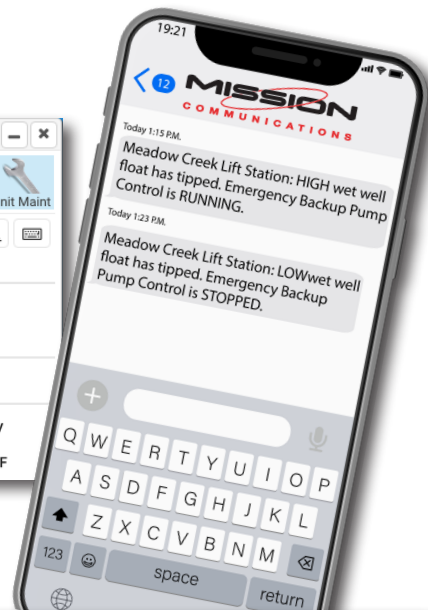 19:21
12
MISSION
COMMUNICATIONS
Today 1:15 P.M.
Meadow Creek Lift Station: HIGH wet well
float has tipped. Emergency Backup Pump
Control is RUNNING.
Today 1:23 P.M.
Meadow Creek Lift Station: LOWwet well
float has tipped. Emergency Backup
Pump Control is STOPPED.
nit Maint
F
Q W E R T Y U I O P
A S D F G H J K L
Z X C V B N M
123
space
return